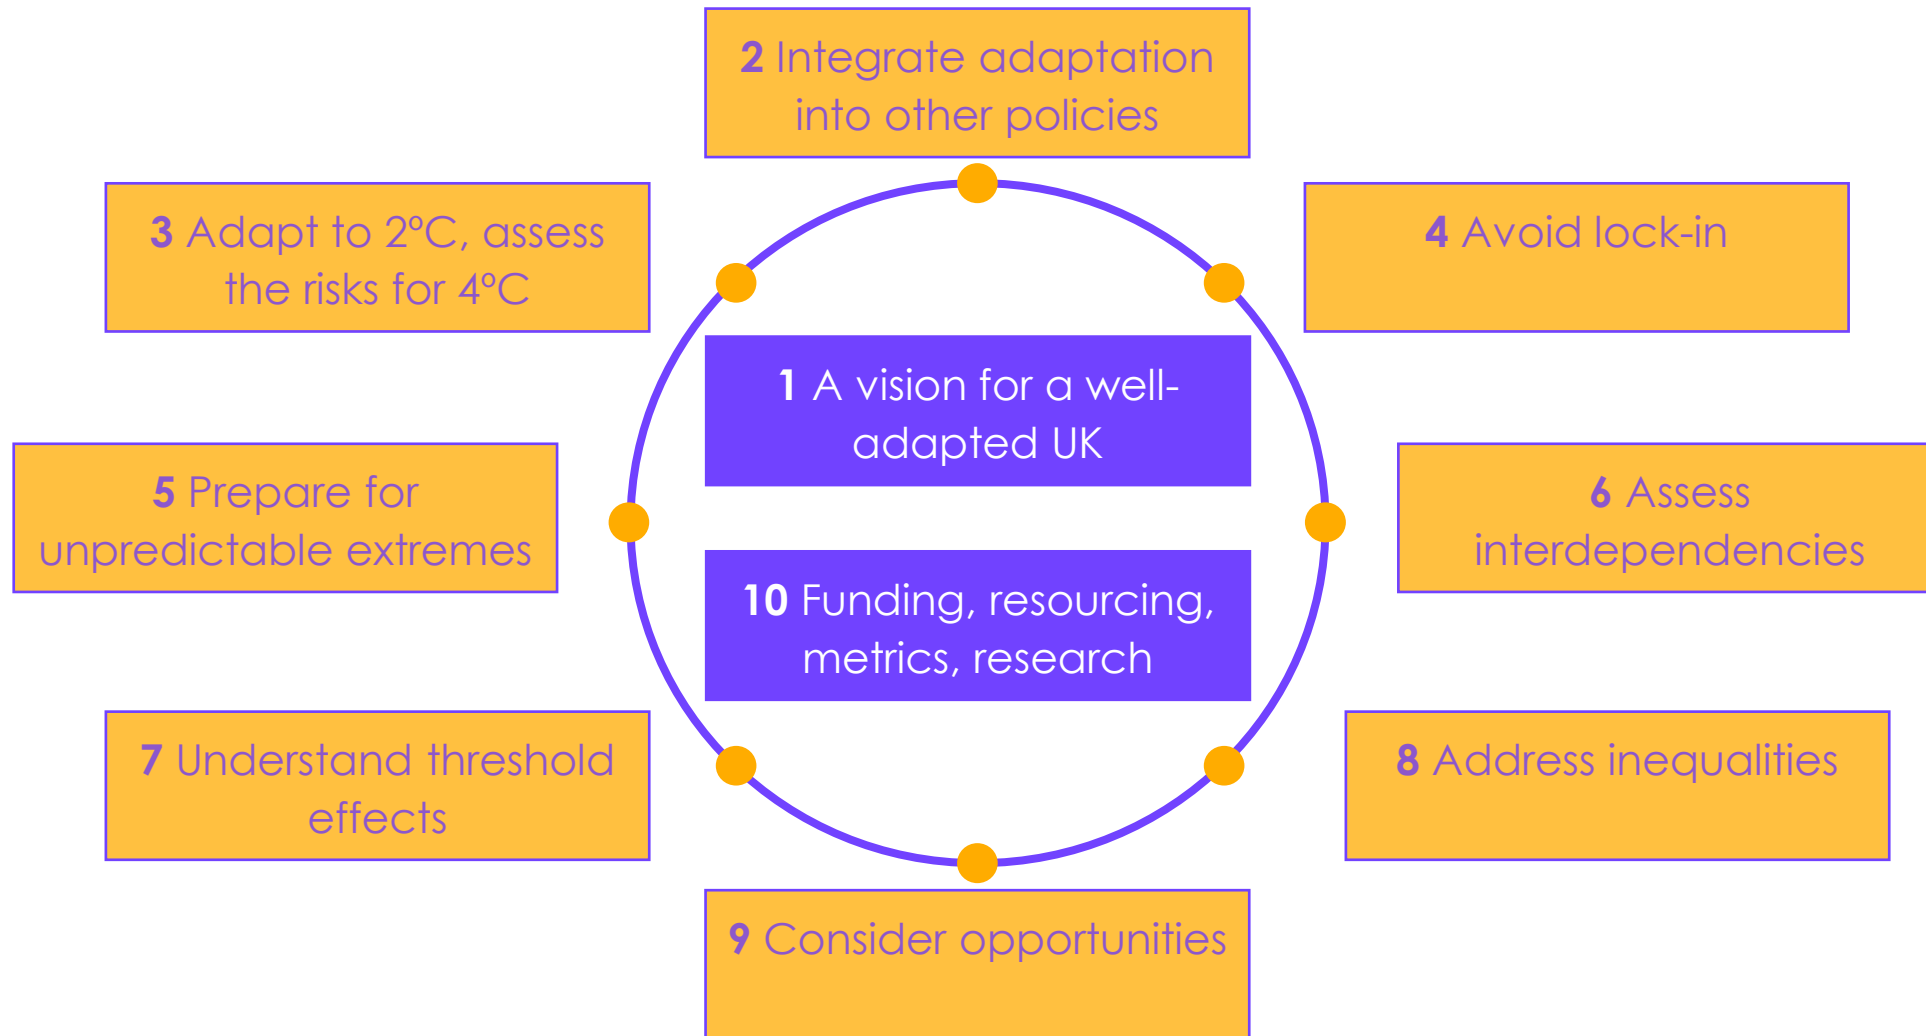 2 Integrate adaptation
into other policies
3 Adapt to 2ºC, assess
the risks for 4ºC
4 Avoid lock-in
1 A vision for a well-
adapted UK
5 Prepare for
unpredictable extremes
6 Assess
interdependencies
10 Funding, resourcing,
metrics, research
7 Understand threshold
effects
8 Address inequalities
9 Consider opportunities